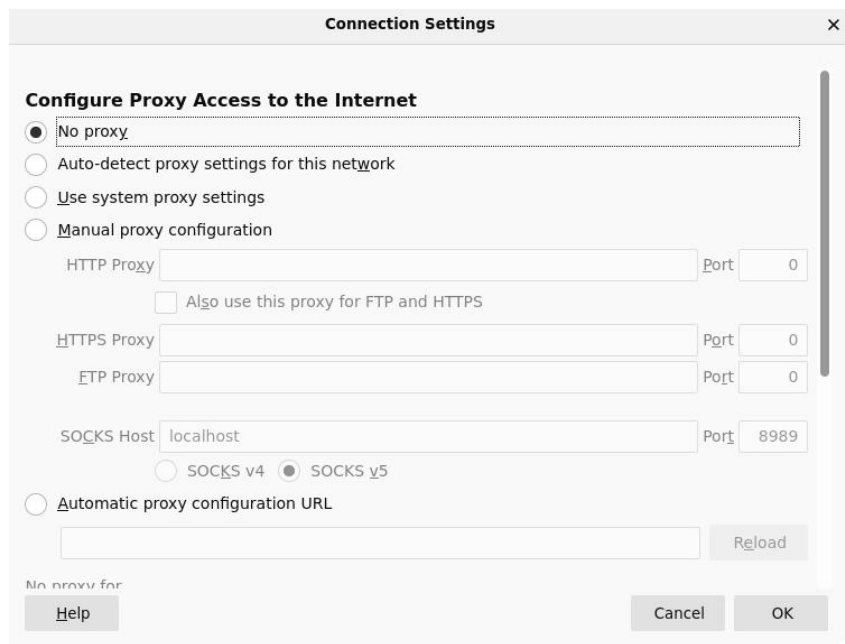 Connection Settings ×
Configure Proxy Access to the Internet
No proxy
Auto-detect proxy settings for this network
Use system proxy settings
Manual proxy configuration
HTTP Proxy Port 0
Also use this proxy for FTP and HTTPS
HTTPS Proxy Port 0
FTP Proxy Port 0
SOCKS Host localhost Port 8989
SOCKS v4 SOCKS v5
Automatic proxy configuration URL
Reload
No proxy for
Help Cancel OK